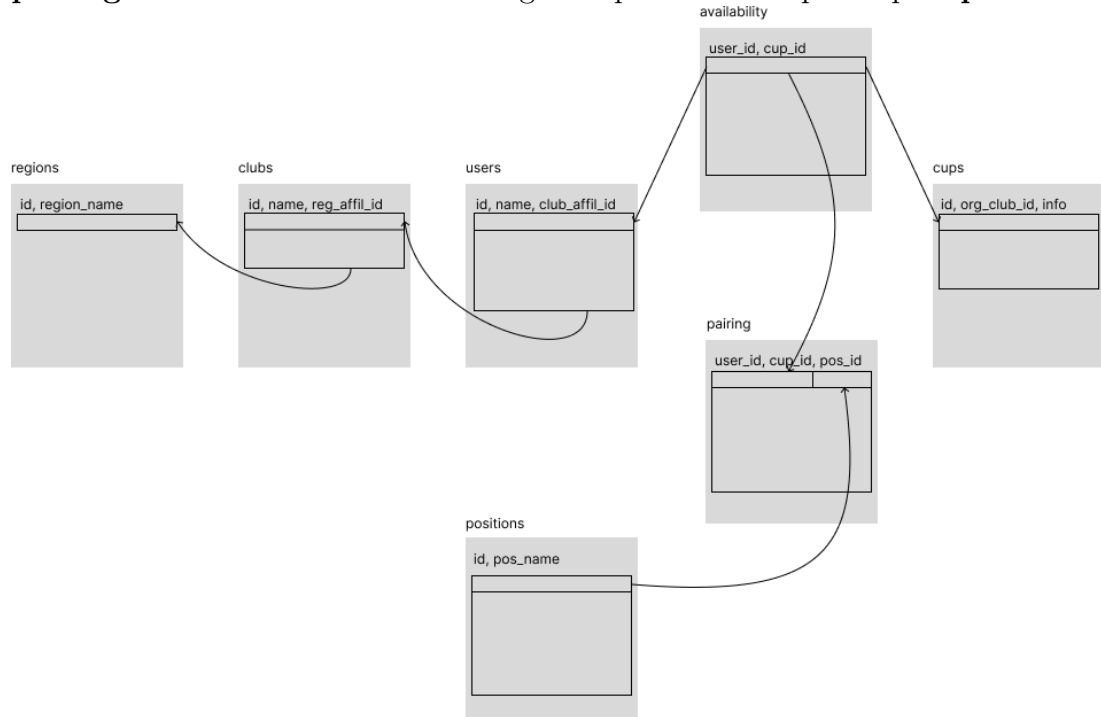 availability
user_id, cup_id
regions
clubs
users
cups
id, region_name
id, name, reg_affil_id
id, name, club_affil_id
id, org_club_id, info
pairing
user_id, cup_id, pos_id
positions
id, pos_name